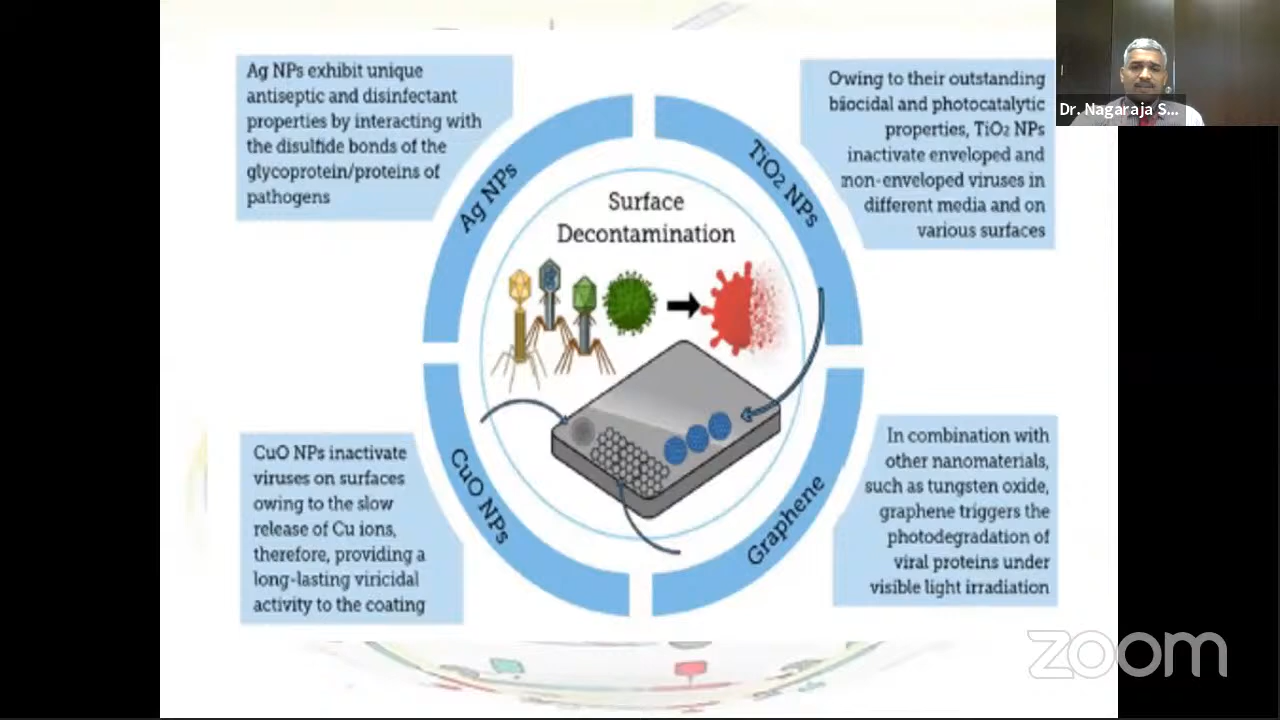 Ag NPs exhibit unique
antiseptic and disinfectant
properties by interacting with
the disulfide bonds of the
glycoprotein/proteins of
pathogens
Ag NPs
Owing to their outstanding
biocidal and photocatalytic
properties, TiO2 NPs
inactivate enveloped and
non-enveloped viruses in
different media and on
various surfaces
TiO2 NPs
Dr. Nagaraja S...
Surface
Decontamination
CuO NPs inactivate
viruses on surfaces
owing to the slow
release of Cu ions,
therefore, providing a
long-lasting viricidal
activity to the coating
CuO NPs
Graphene
In combination with
other nanomaterials,
such as tungsten oxide,
graphene triggers the
photodegradation of
viral proteins under
visible light irradiation
zoom